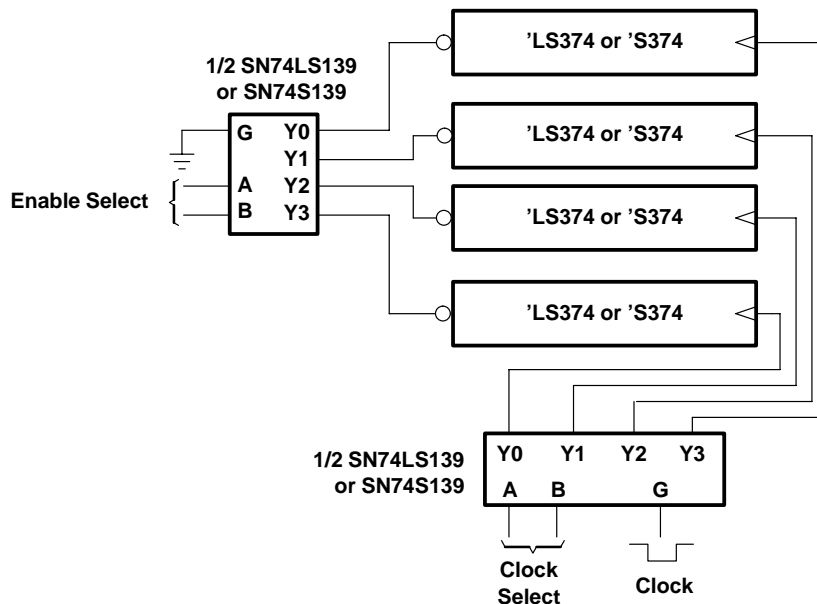 ’LS374 or ’S374
1/2 SN74LS139
or SN74S139
G Y0
Y1
A Y2
B Y3
Enable Select
’LS374 or ’S374
’LS374 or ’S374
’LS374 or ’S374
1/2 SN74LS139
or SN74S139
Y0 Y1 Y2 Y3
A B G
Clock
Select
Clock